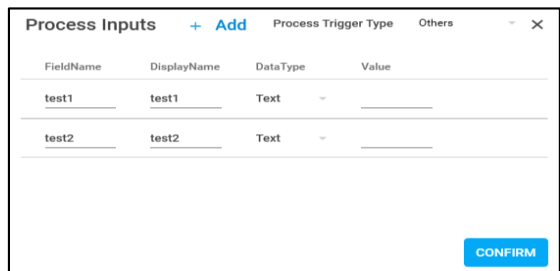 Process Inputs + Add Process Trigger Type Others ×
FieldName DisplayName DataType Value
test1 test1 Text
test2 test2 Text
CONFIRM